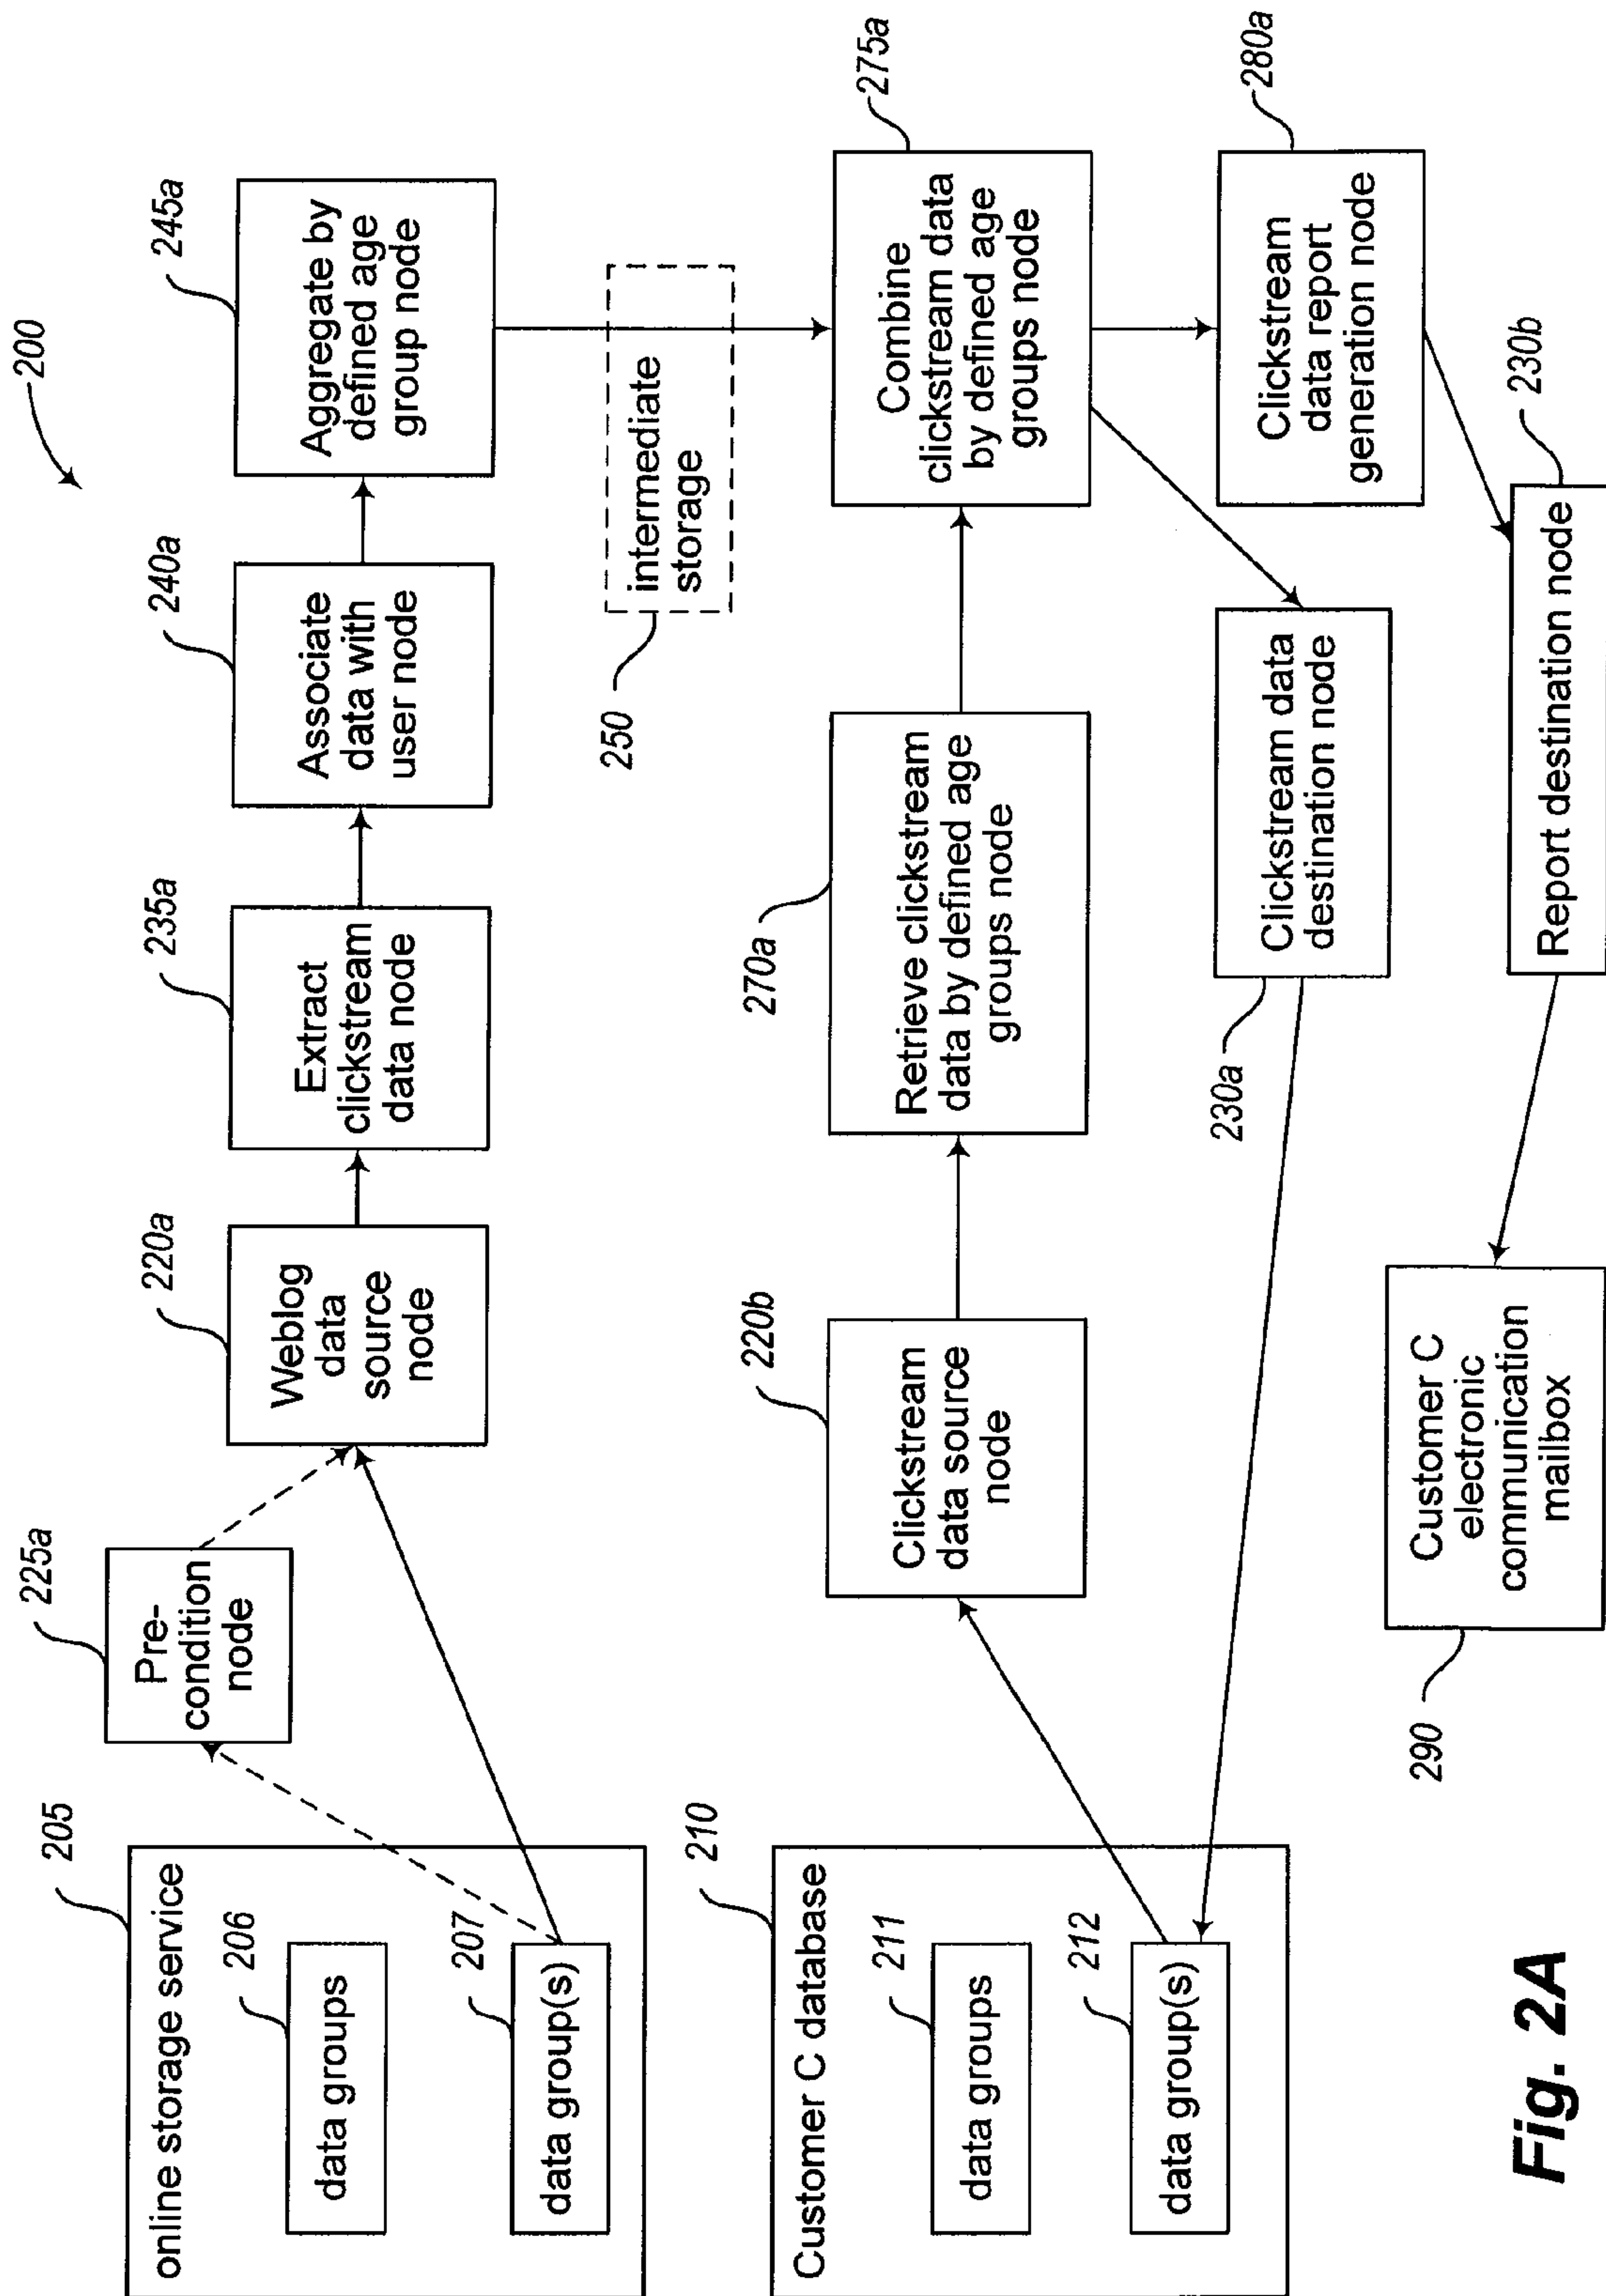 200
205
online storage service
206
data groups
207
data group(s)
225a
Pre-
condition
node
220a
Weblog
data
source
node
235a
Extract
clickstream
data node
240a
Associate
data with
user node
245a
Aggregate by
defined age
group node
250
intermediate
storage
210
Customer C database
211
data groups
212
data group(s)
220b
Clickstream
data source
node
270a
Retrieve clickstream
data by defined age
groups node
275a
Combine
clickstream data
by defined age
groups node
230a
Clickstream data
destination node
280a
Clickstream
data report
generation node
290
Customer C
electronic
communication
mailbox
230b
Report destination node
Fig. 2A